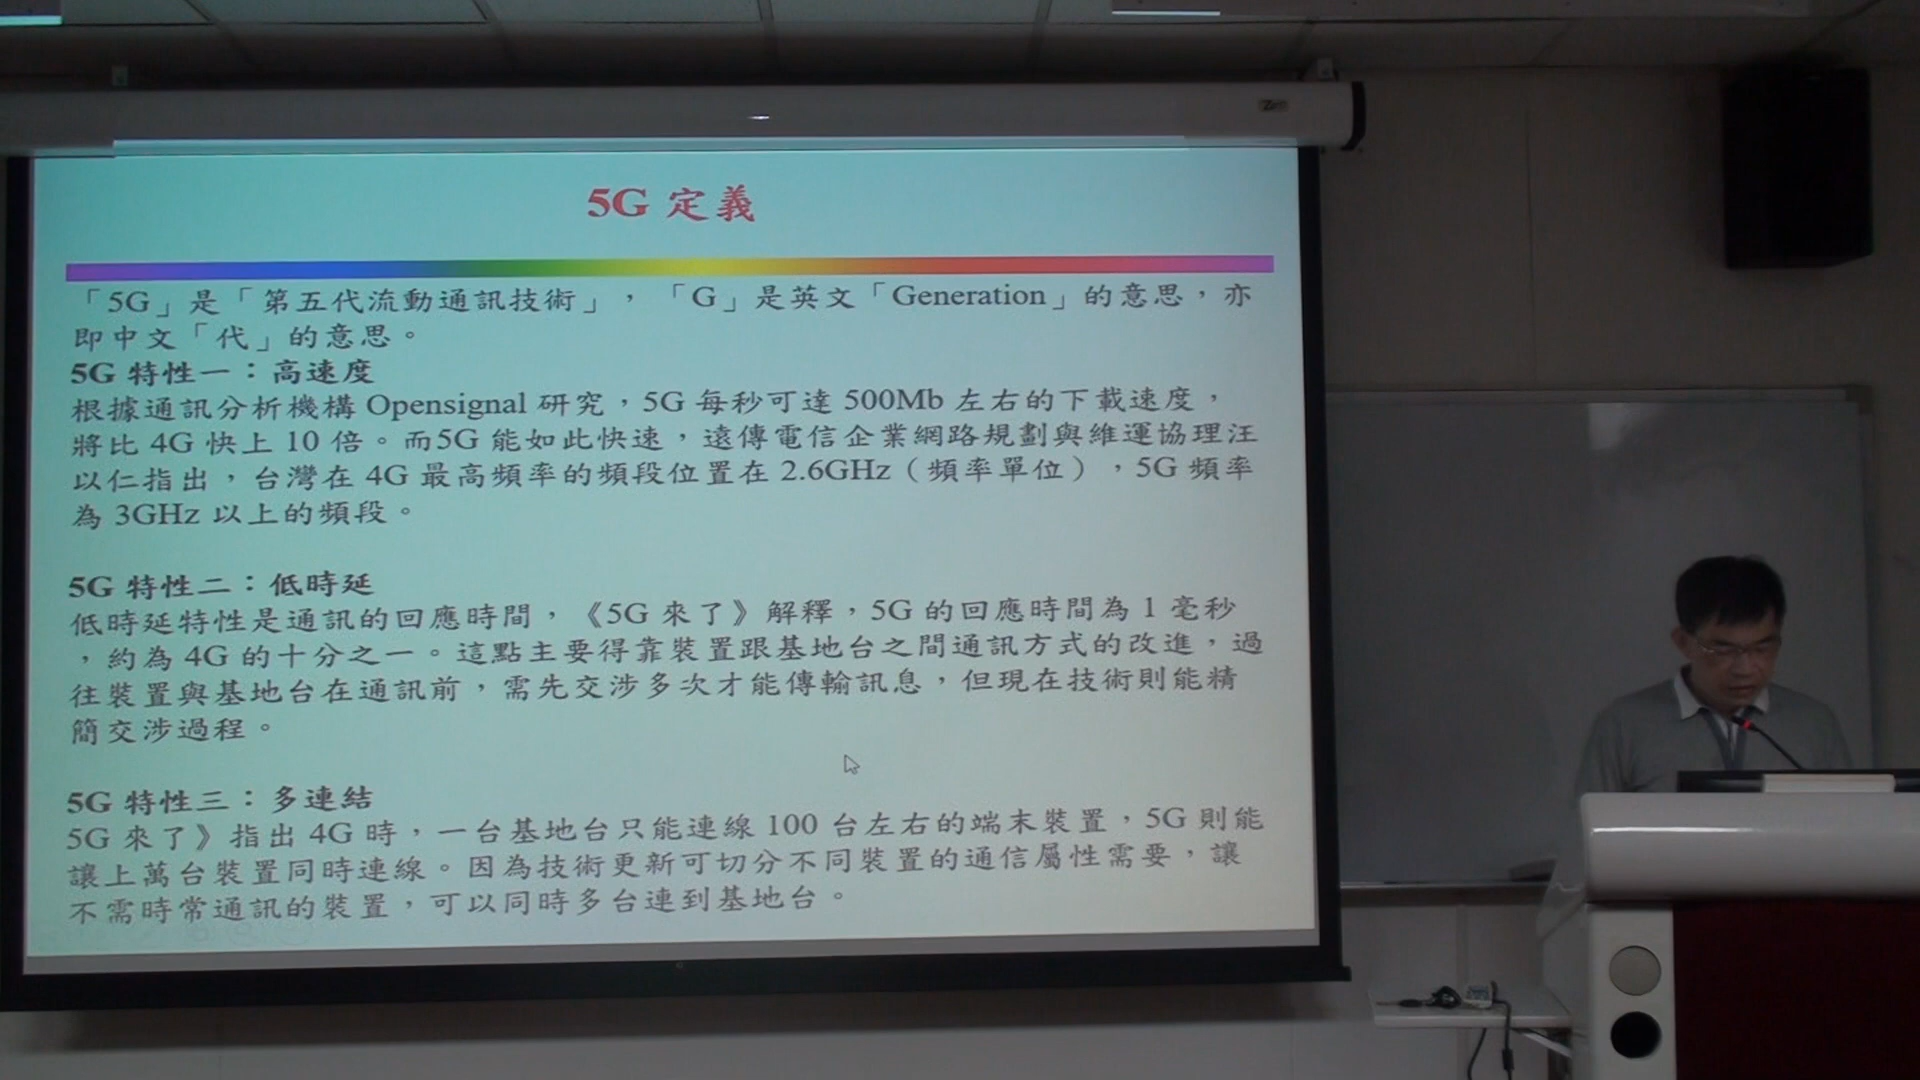 5G 定義
「5G」是「第五代流動通訊技術」，「G」是英文「Generation」的意思，亦
即中文「代」的意思。
5G 特性一：高速度
根據通訊分析機構 Opensignal 研究，5G 每秒可達 500Mb 左右的下載速度，
將比 4G 快上 10 倍。而5G 能如此快速，遠傳電信企業網路規劃與維運協理汪
以仁指出，台灣在 4G 最高頻率的頻段位置在 2.6GHz（頻率單位），5G 頻率
為 3GHz 以上的頻段。
5G 特性二：低時延
低時延特性是通訊的回應時間，《5G 來了》解釋，5G 的回應時間為 1 毫秒
，約為 4G 的十分之一。這點主要得靠裝置跟基地台之間通訊方式的改進，過
往裝置與基地台在通訊前，需先交涉多次才能傳輸訊息，但現在技術則能精
簡交涉過程。
5G 特性三：多連結
5G 來了》指出 4G 時，一台基地台只能連線 100 台左右的端末裝置，5G 則能
讓上萬台裝置同時連線。因為技術更新可切分不同裝置的通信屬性需要，讓
不需時常通訊的裝置，可以同時多台連到基地台。